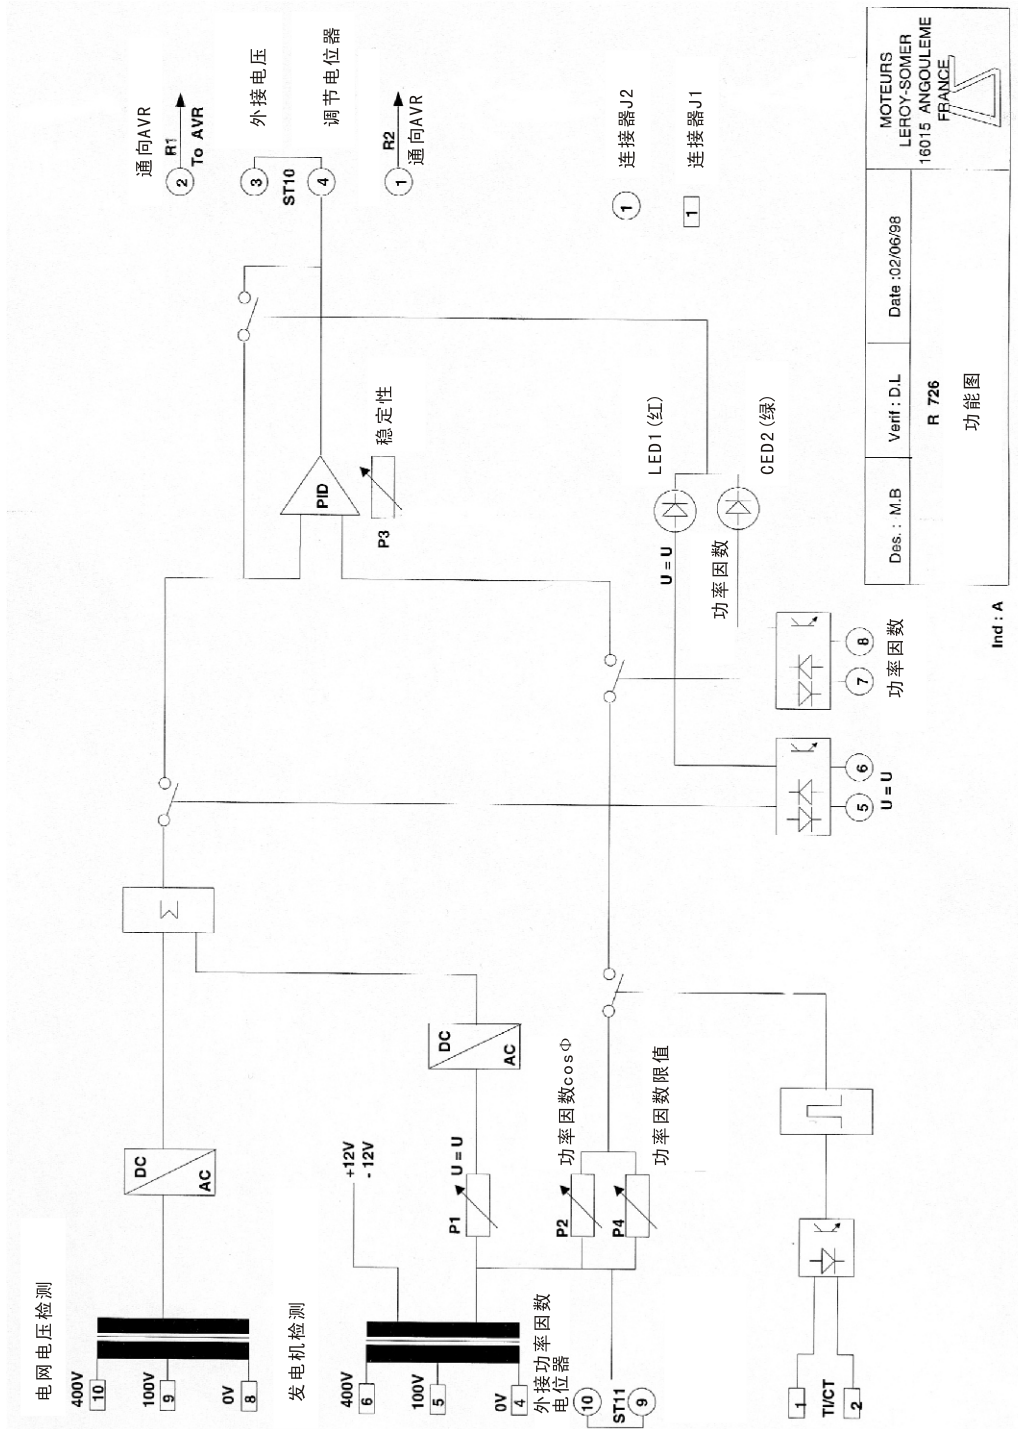 电网电压检测
400V
10
100V
9
0V
8
DC
AC
Σ
发电机检测
400V
6
100V
5
0V
4
+12V
- 12V
P1
U = U
DC
AC
外接功率因数
电位器
10
ST11
9
P2
功率因数cosΦ
P4
功率因数限值
1
TI/CT
2
5
6
U = U
7
8
功率因数
U = U
LED1(红)
功率因数
CED2(绿)
PID
P3
稳定性
通向AVR
R1
2
To AVR
3
外接电压
ST10
4
调节电位器
R2
1
通向AVR
1
连接器J2
1
连接器J1
MOTEURS
LEROY-SOMER
16015 ANGOULEME
FRANCE
Des. : M.B
Verif : D.L
Date :02/06/98
R 726
功能图
Ind : A